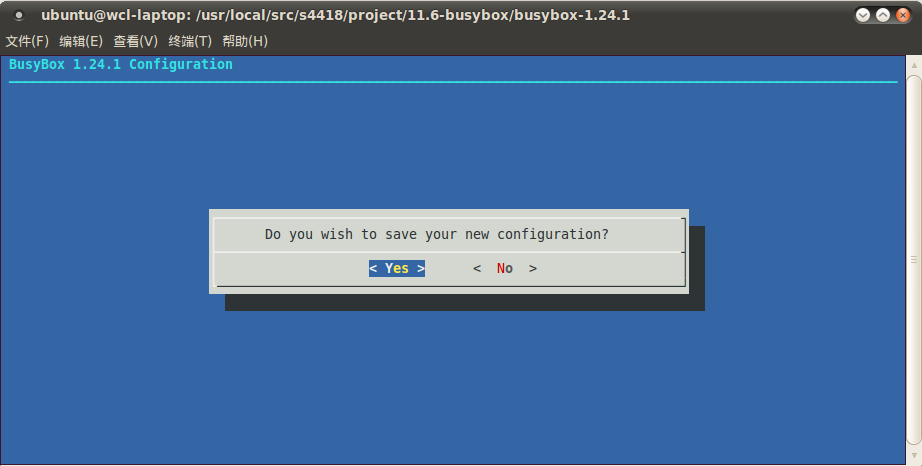 ubuntu@wcl-laptop: /usr/local/src/s4418/project/11.6-busybox/busybox-1.24.1
文件(F) 编辑(E) 查看(V) 终端(T) 帮助(H)
BusyBox 1.24.1 Configuration
Do you wish to save your new configuration?
< Yes > < No >